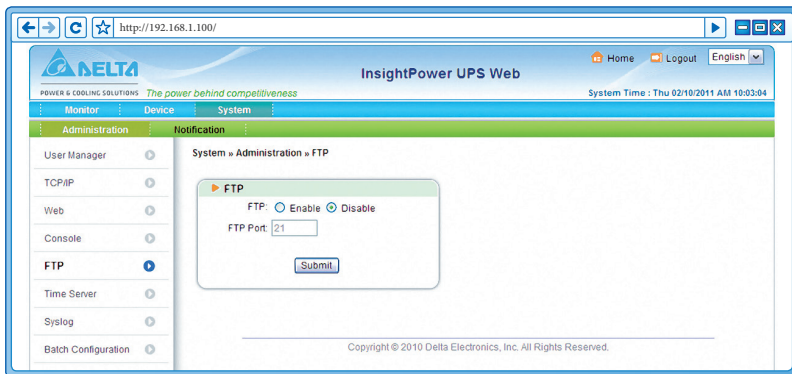 http://192.168.1.100/
DELTA
POWER & COOLING SOLUTIONS The power behind competitiveness
InsightPower UPS Web
Home Logout English
System Time : Thu 02/10/2011 AM 10:03:04
Monitor Device System
Administration Notification
User Manager
TCP/IP
Web
Console
FTP
Time Server
Syslog
Batch Configuration
System » Administration » FTP
FTP
FTP: Enable Disable
FTP Port: 21
Submit
Copyright © 2010 Delta Electronics, Inc. All Rights Reserved.